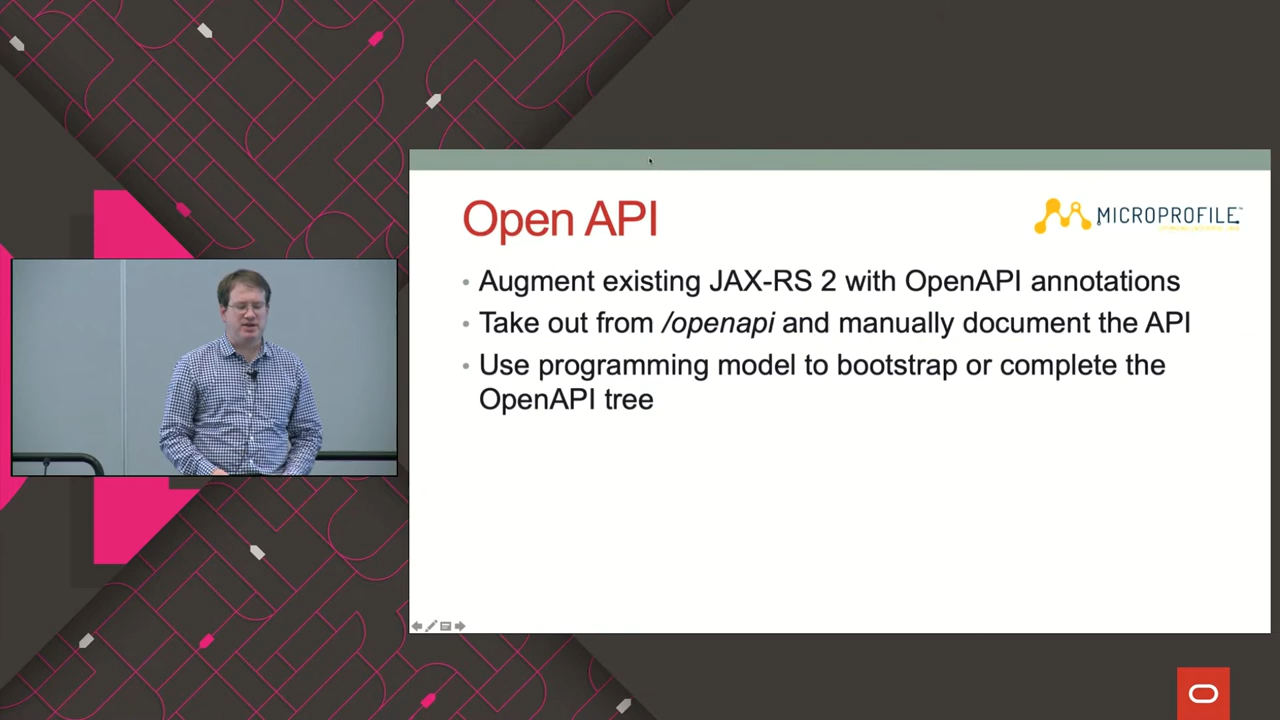 Open API
MICROPROFILE
• Augment existing JAX-RS 2 with OpenAPI annotations
• Take out from /openapi and manually document the API
• Use programming model to bootstrap or complete the
OpenAPI tree